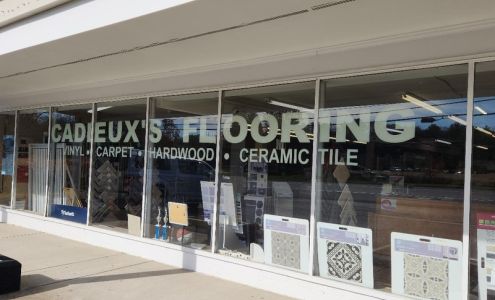 CADIEUX'S FLOORING
VINYL • CARPET • HARDWOOD • CERAMIC TILE